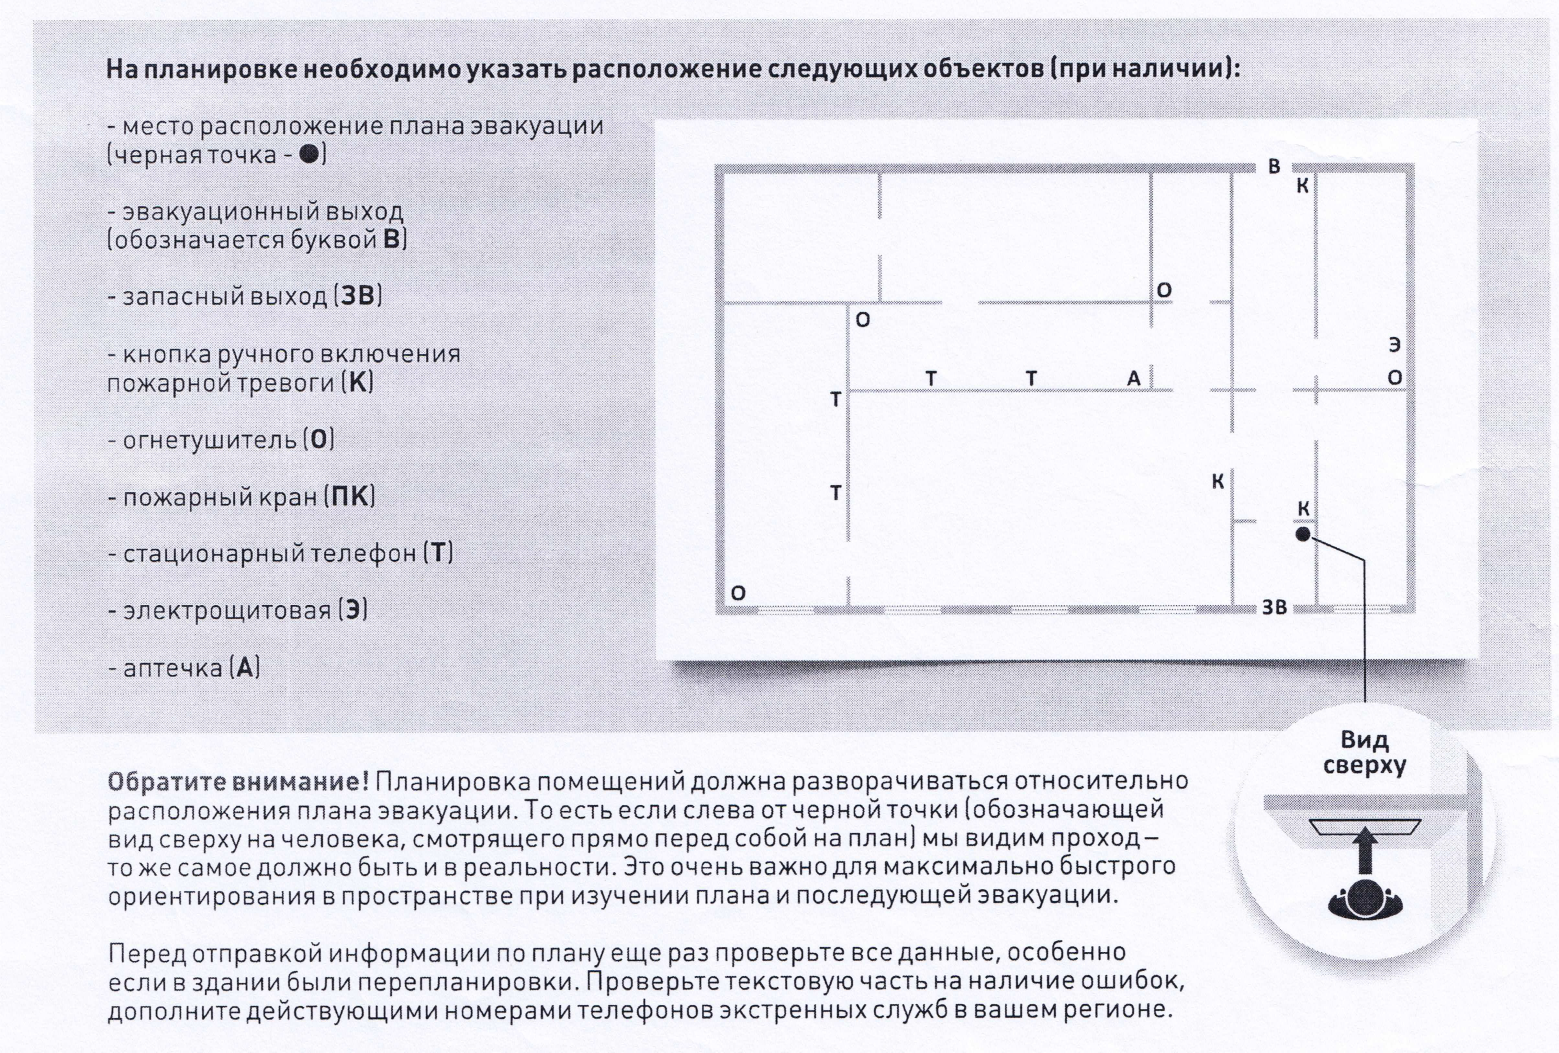 На планировке необходимо указать расположение следующих объектов (при наличии):
- место расположение плана эвакуации
(черная точка - ●)
- эвакуационный выход
(обозначается буквой В)
- запасный выход (ЗВ)
- кнопка ручного включения
пожарной тревоги (К)
- огнетушитель (О)
- пожарный кран (ПК)
- стационарный телефон (Т)
- электрощитовая (Э)
- аптечка (А)
В
К
О
О
Э
Т Т А О
Т
К
Т
К
О
ЗВ
Вид
сверху
Обратите внимание! Планировка помещений должна разворачиваться относительно
расположения плана эвакуации. То есть если слева от черной точки (обозначающей
вид сверху на человека, смотрящего прямо перед собой на план) мы видим проход –
то же самое должно быть и в реальности. Это очень важно для максимально быстрого
ориентирования в пространстве при изучении плана и последующей эвакуации.
Перед отправкой информации по плану еще раз проверьте все данные, особенно
если в здании были перепланировки. Проверьте текстовую часть на наличие ошибок,
дополните действующими номерами телефонов экстренных служб в вашем регионе.